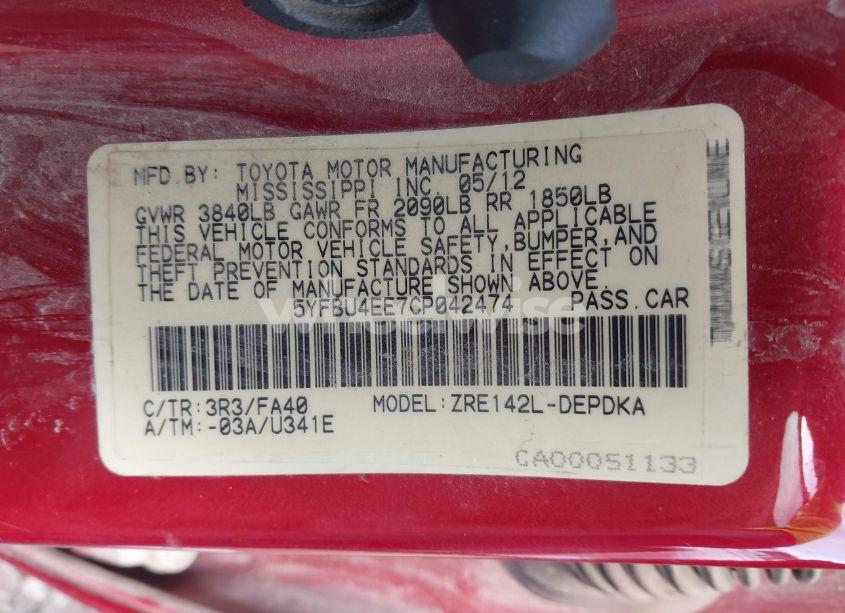 MFD.BY: TOYOTA MOTOR MANUFACTURING
MISSISSIPPI INC. 05/12
GVWR 3840LB GAWR FR 2090LB RR 1850LB
THIS VEHICLE CONFORMS TO ALL APPLICABLE
FEDERAL MOTOR VEHICLE SAFETY,BUMPER,AND
THEFT PREVENTION STANDARDS IN EFFECT ON
THE DATE OF MANUFACTURE SHOWN ABOVE.
5YFBU4EE7CP042474 PASS.CAR
wheelwise
C/TR:3R3/FA40 MODEL:ZRE142L-DEPDKA
A/TM:-03A/U341E
CA00051133